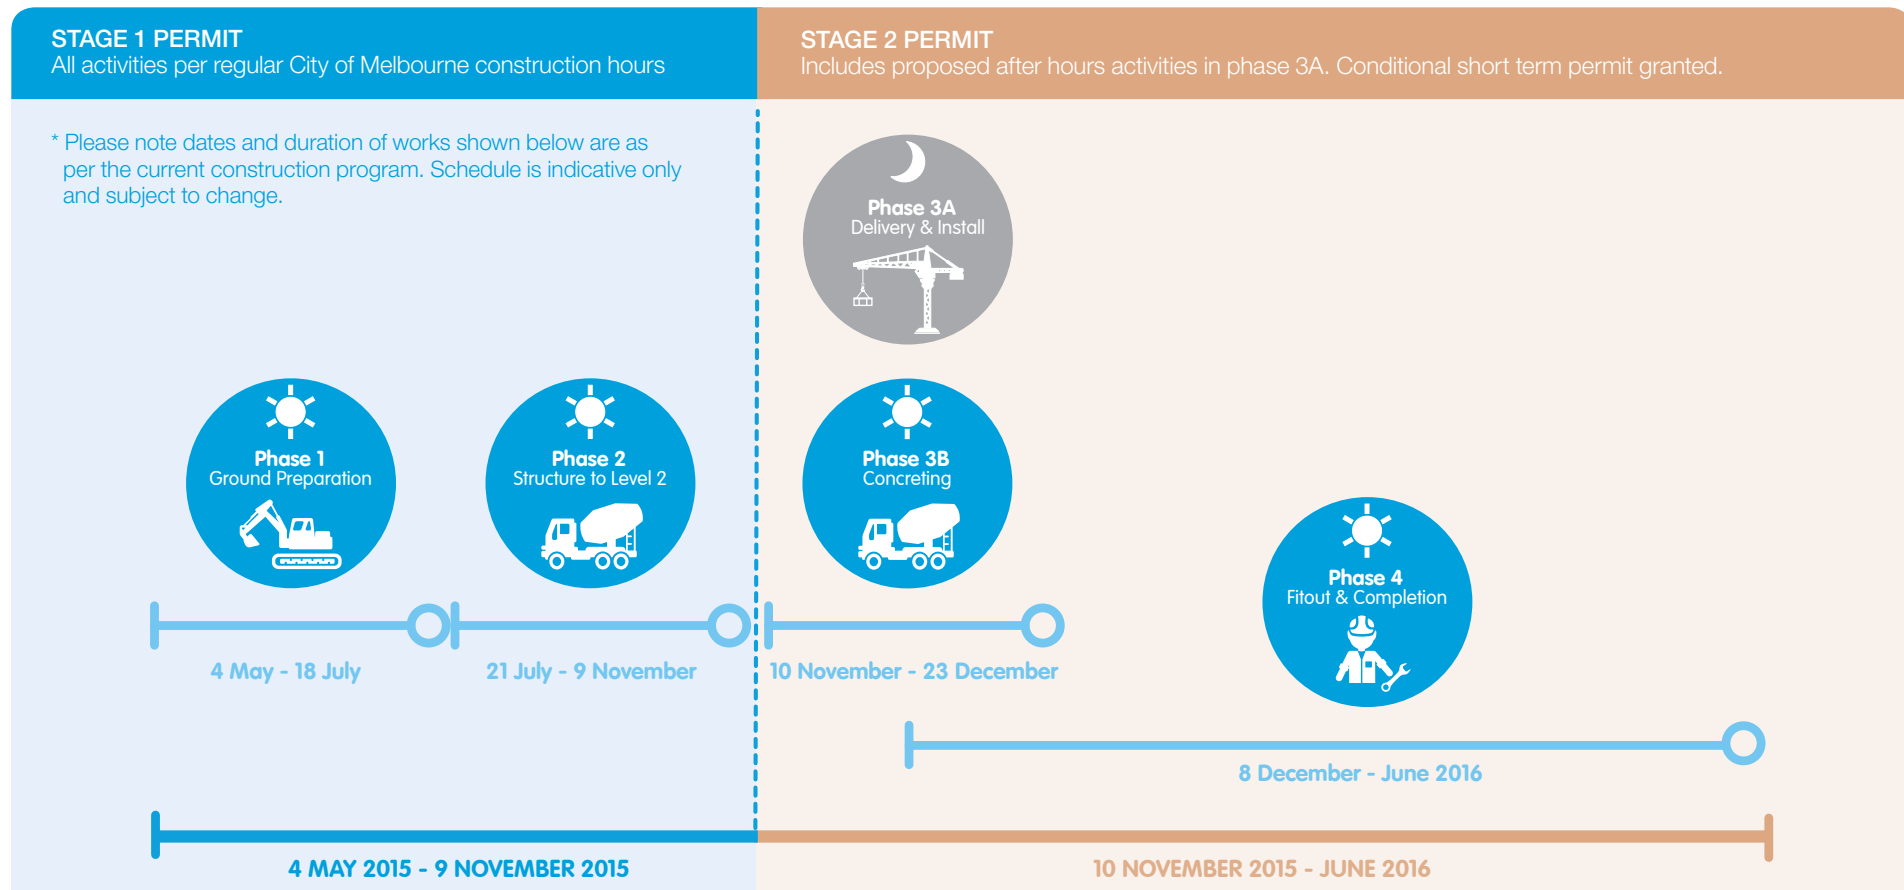 STAGE 1 PERMIT
All activities per regular City of Melbourne construction hours
STAGE 2 PERMIT
Includes proposed after hours activities in phase 3A. Conditional short term permit granted.
* Please note dates and duration of works shown below are as
per the current construction program. Schedule is indicative only
and subject to change.
Phase 3A
Delivery & Install
Phase 1
Ground Preparation
Phase 2
Structure to Level 2
Phase 3B
Concreting
Phase 4
Fitout & Completion
4 May - 18 July
21 July - 9 November
10 November - 23 December
8 December - June 2016
4 MAY 2015 - 9 NOVEMBER 2015
10 NOVEMBER 2015 - JUNE 2016